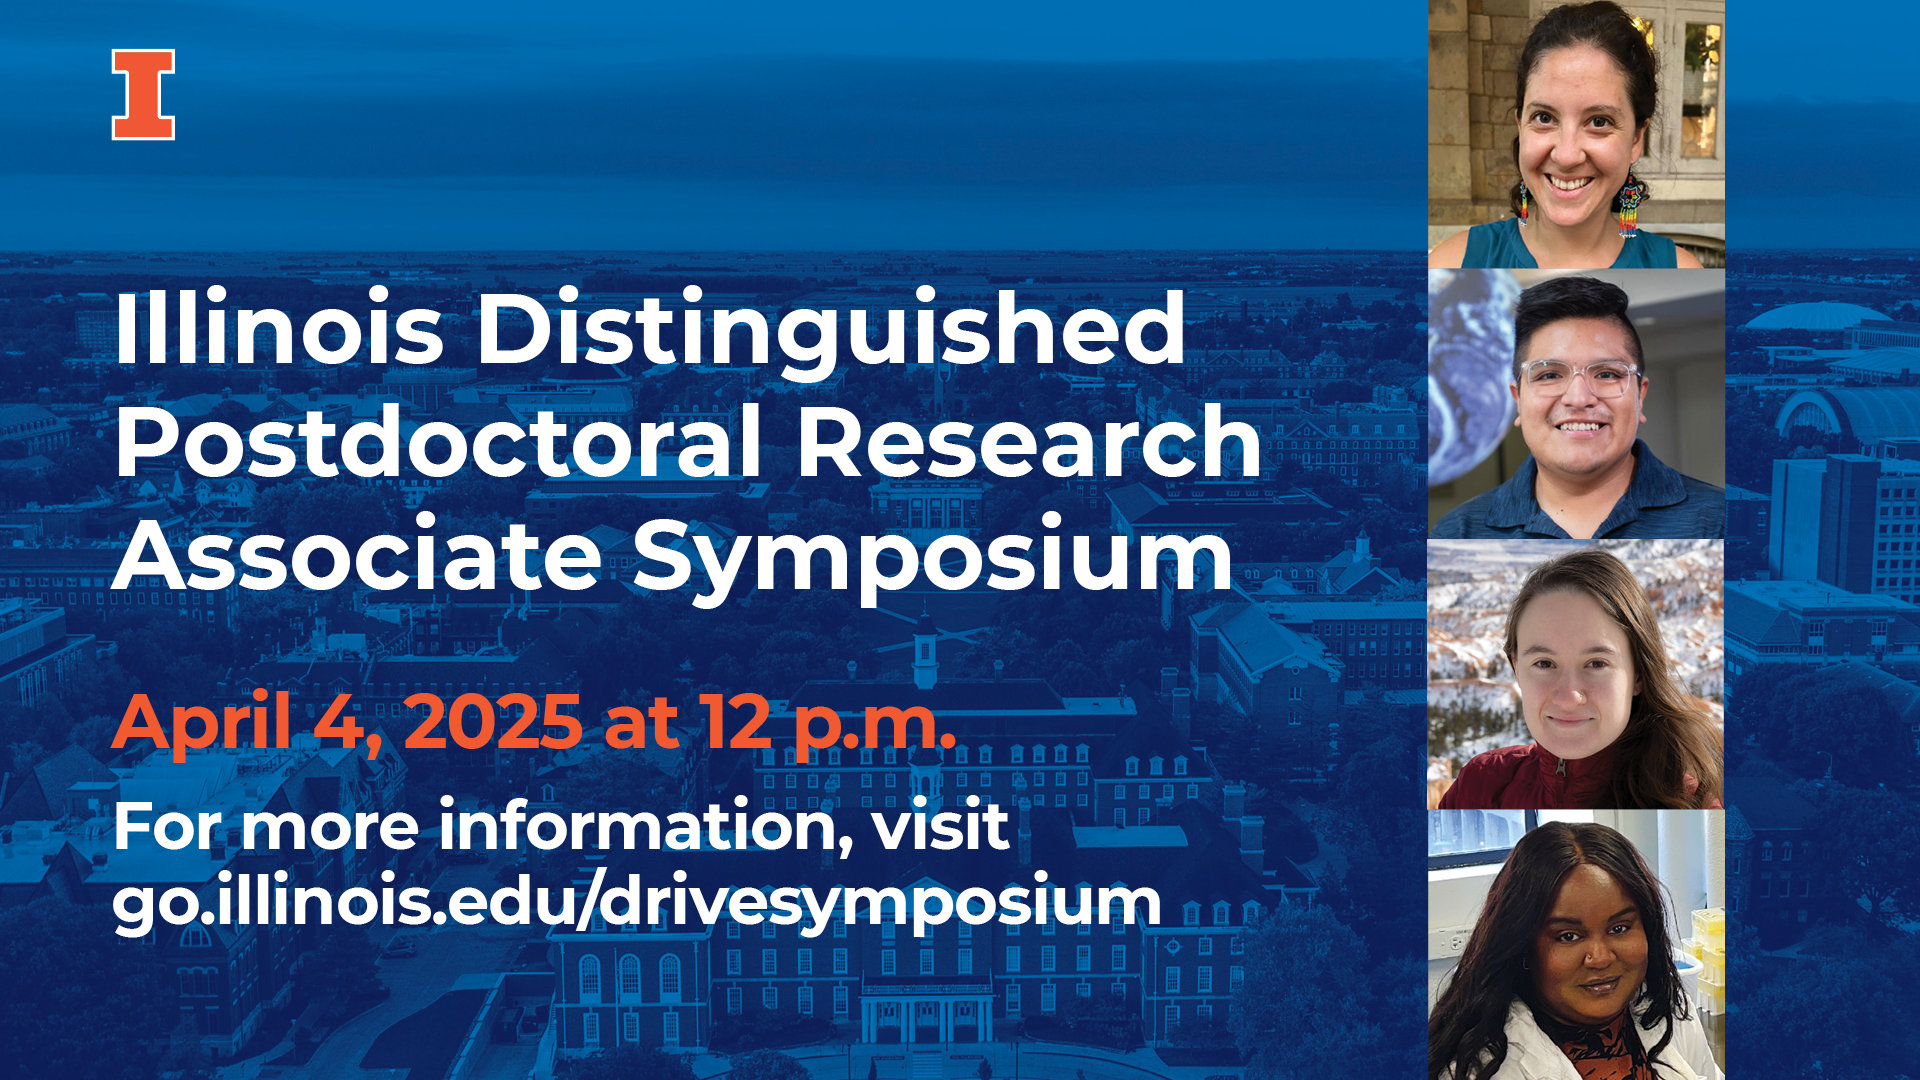 I
Illinois Distinguished
Postdoctoral Research
Associate Symposium
April 4, 2025 at 12 p.m.
For more information, visit
go.illinois.edu/drivesymposium